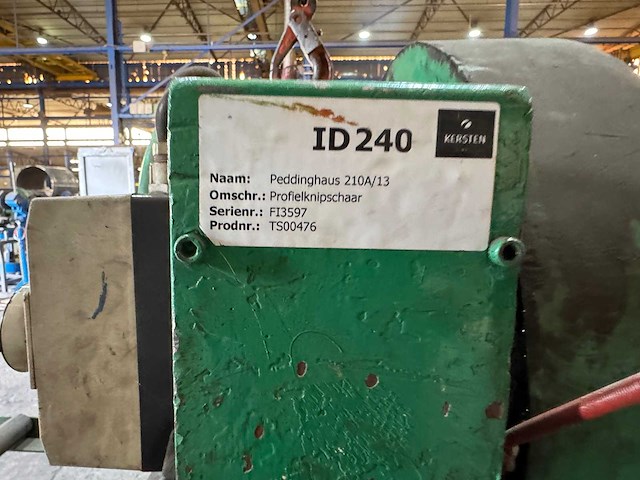 ID 240
KERSTEN
Naam: Peddinghaus 210A/13
Omschr.: Profielknipschaar
Serienr.: FI3597
Prodnr.: TS00476